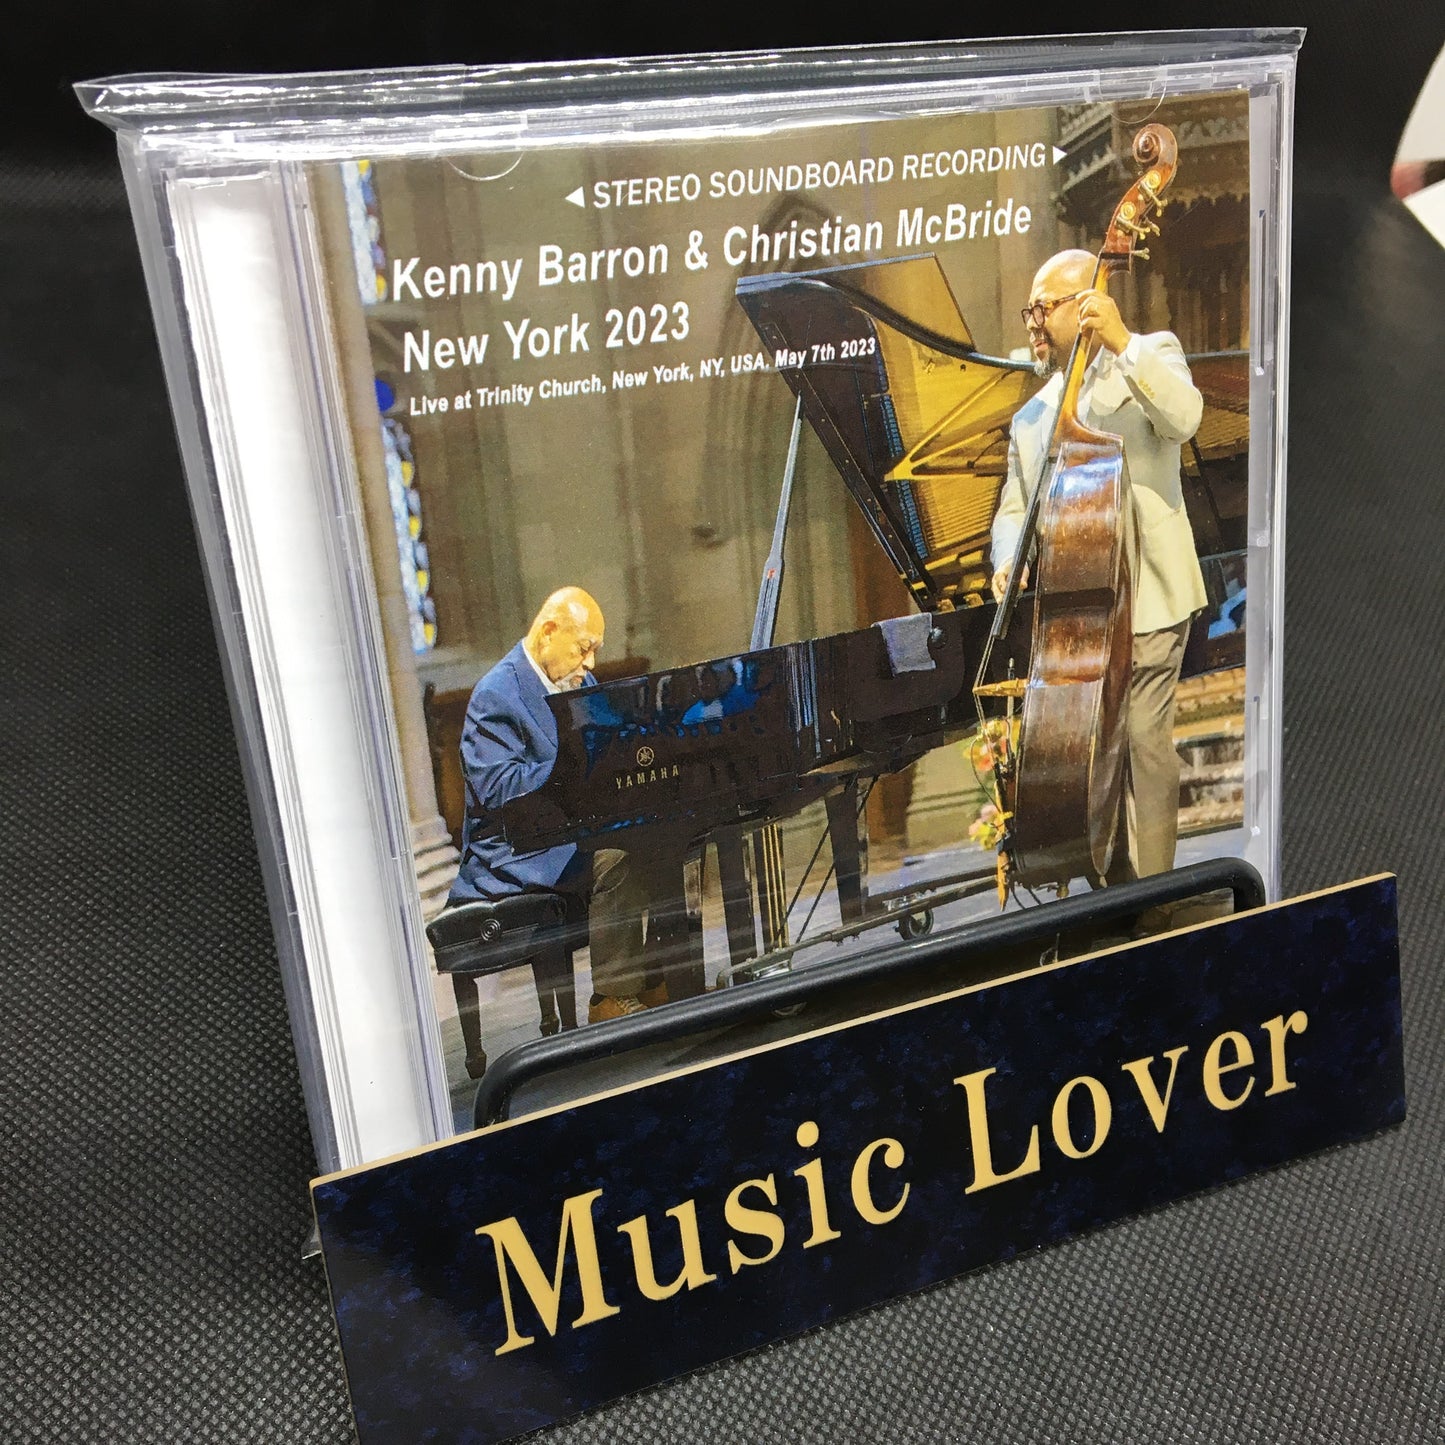 ◀ STEREO SOUNDBOARD RECORDING ▶
Kenny Barron & Christian McBride
New York 2023
Live at Trinity Church, New York, NY, USA. May 7th 2023
YAMAHA
Music Lover